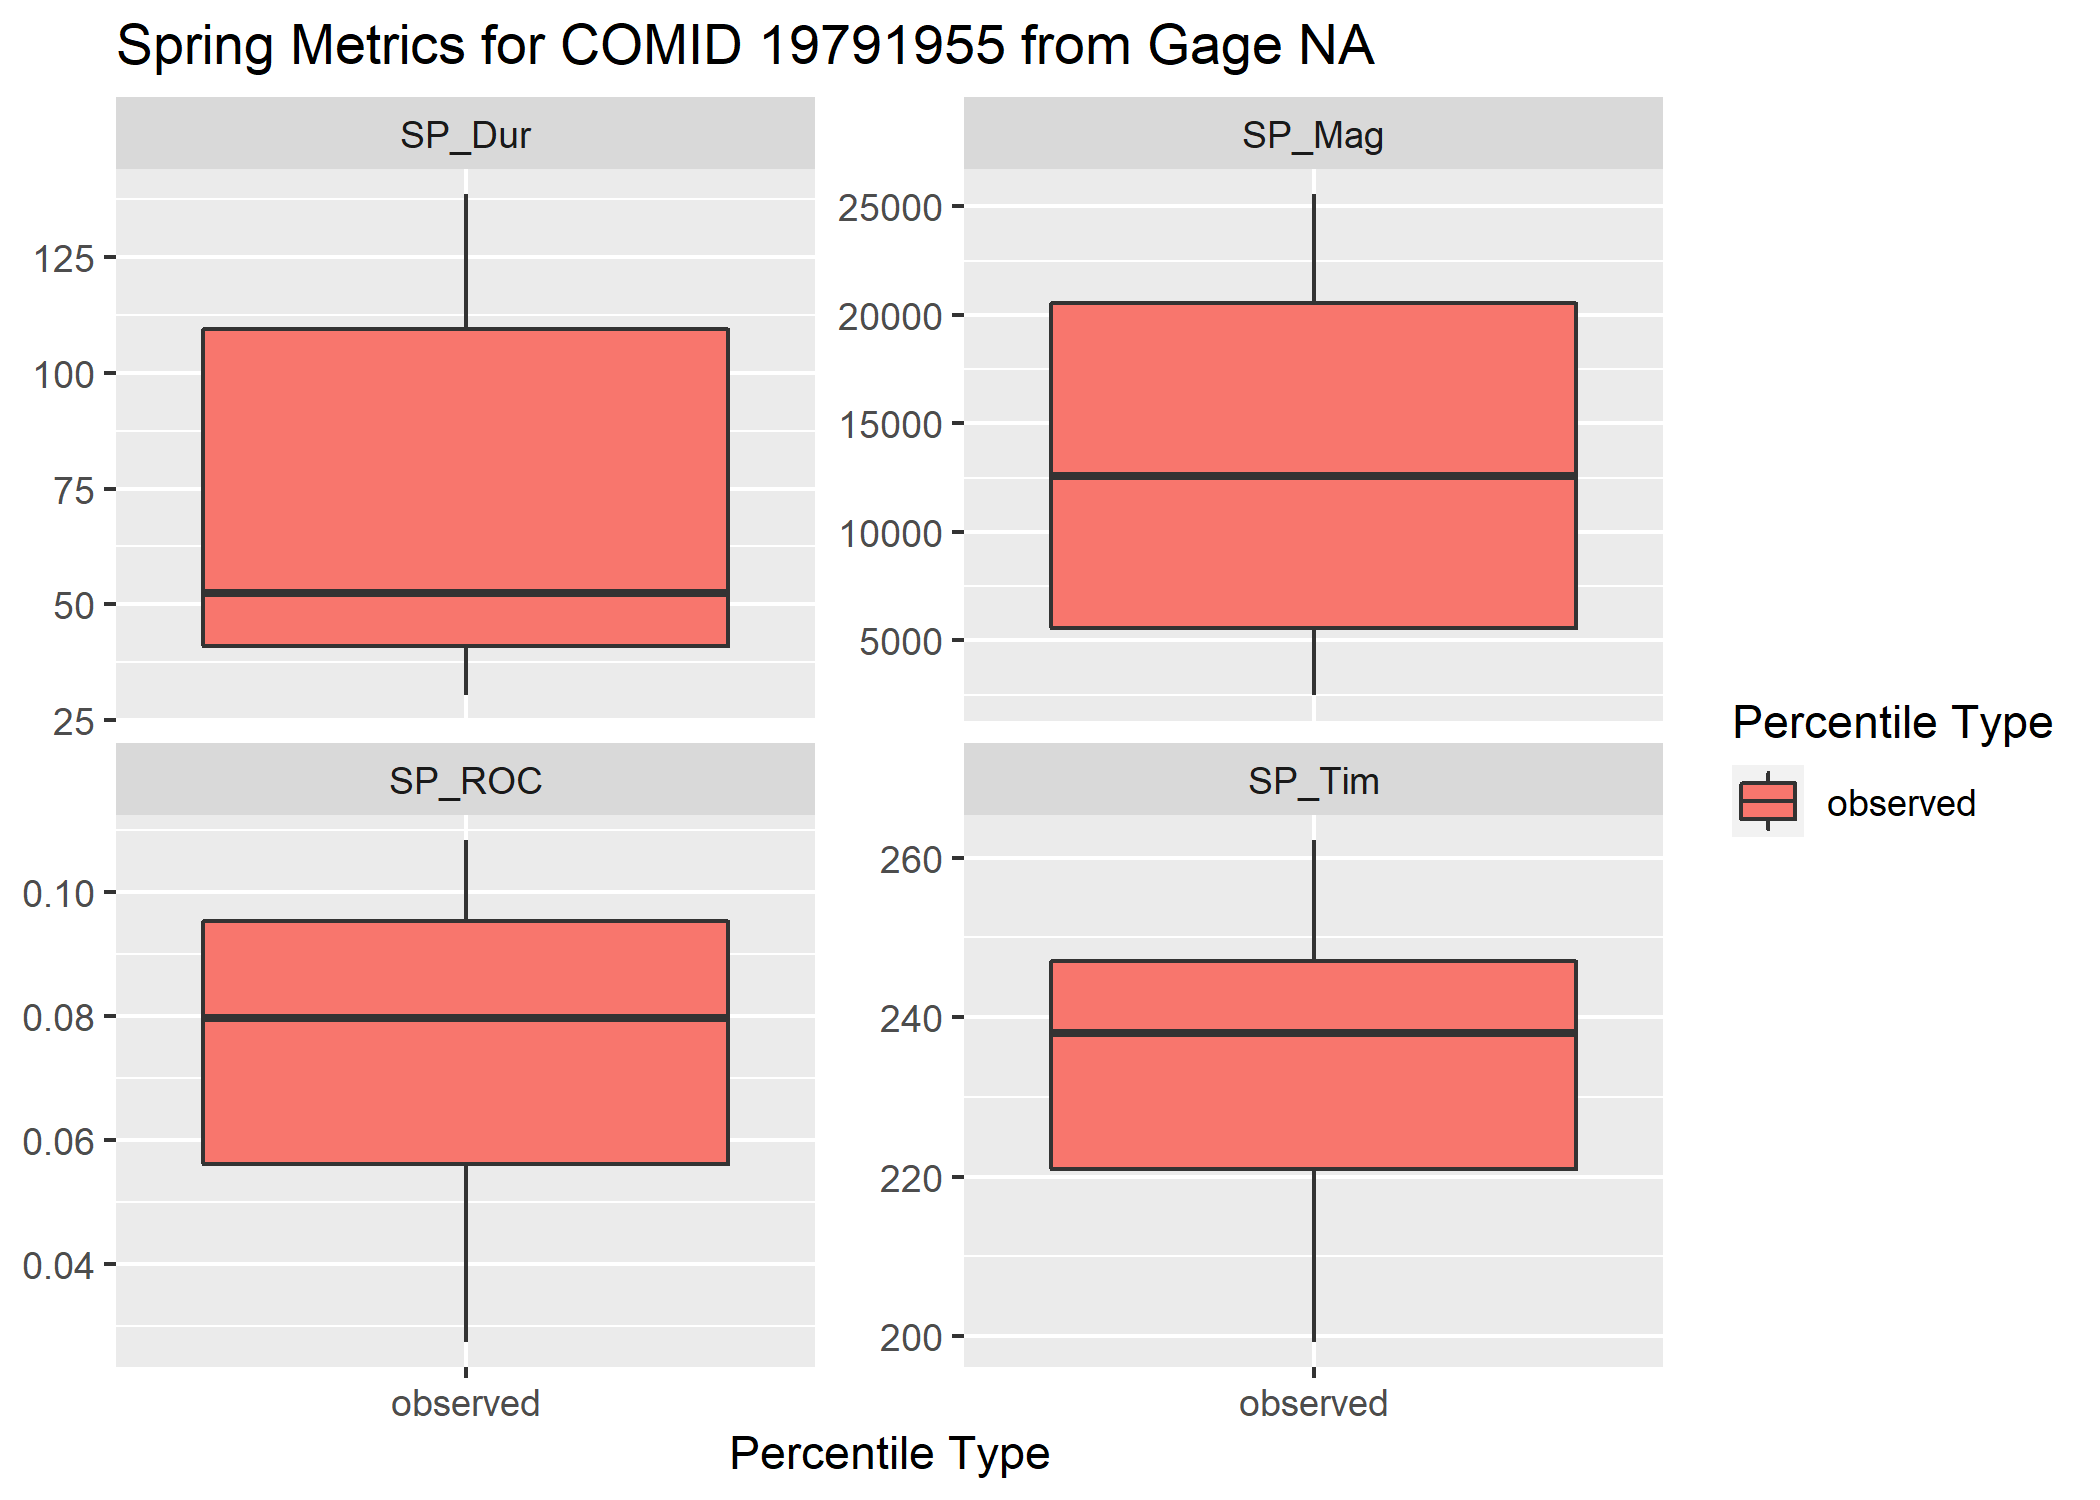 Spring Metrics for COMID 19791955 from Gage NA
SP_Dur
125
100
75
50
25
SP_Mag
25000
20000
15000
10000
5000
SP_ROC
0.10
0.08
0.06
0.04
observed
SP_Tim
260
240
220
200
observed
Percentile Type
Percentile Type
observed